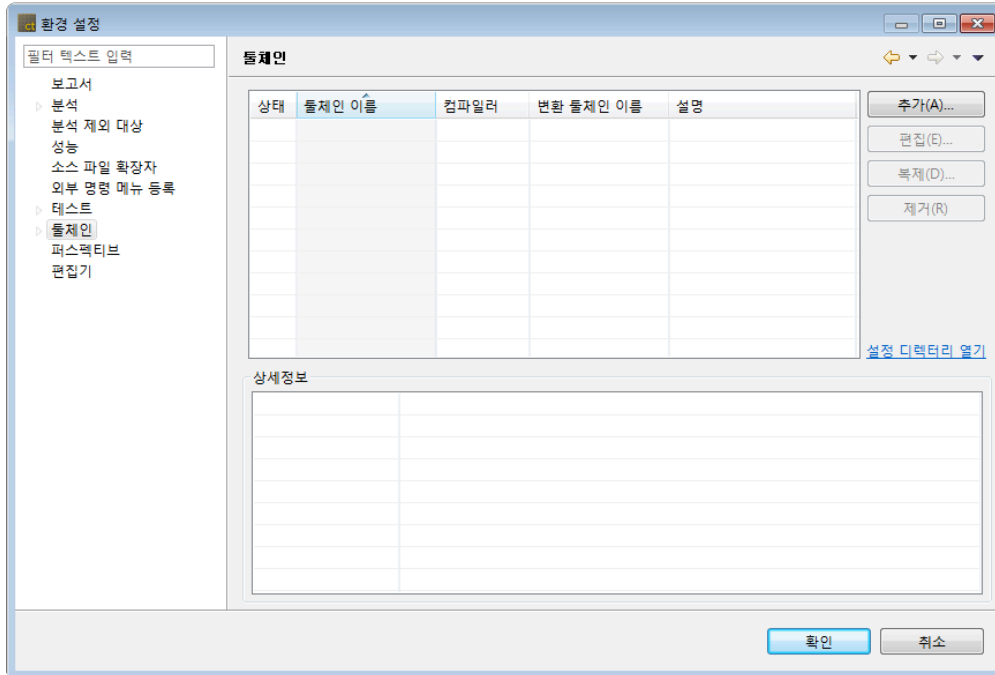 ct 환경 설정
필터 텍스트 입력
보고서
분석
분석 제외 대상
성능
소스 파일 확장자
외부 명령 메뉴 등록
테스트
툴체인
퍼스펙티브
편집기
툴체인
상태 툴체인 이름 컴파일러 변환 툴체인 이름 설명
추가(A)...
편집(E)...
복제(D)...
제거(R)
설정 디렉터리 열기
상세정보
확인 취소